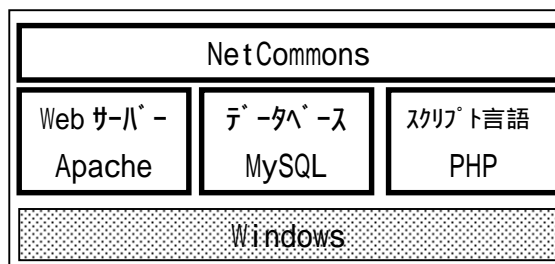 NetCommons
Web ｻｰﾊﾞｰ
Apache
ﾃﾞｰﾀﾍﾞｰｽ
MySQL
ｽｸﾘﾌﾟﾄ言語
PHP
Windows